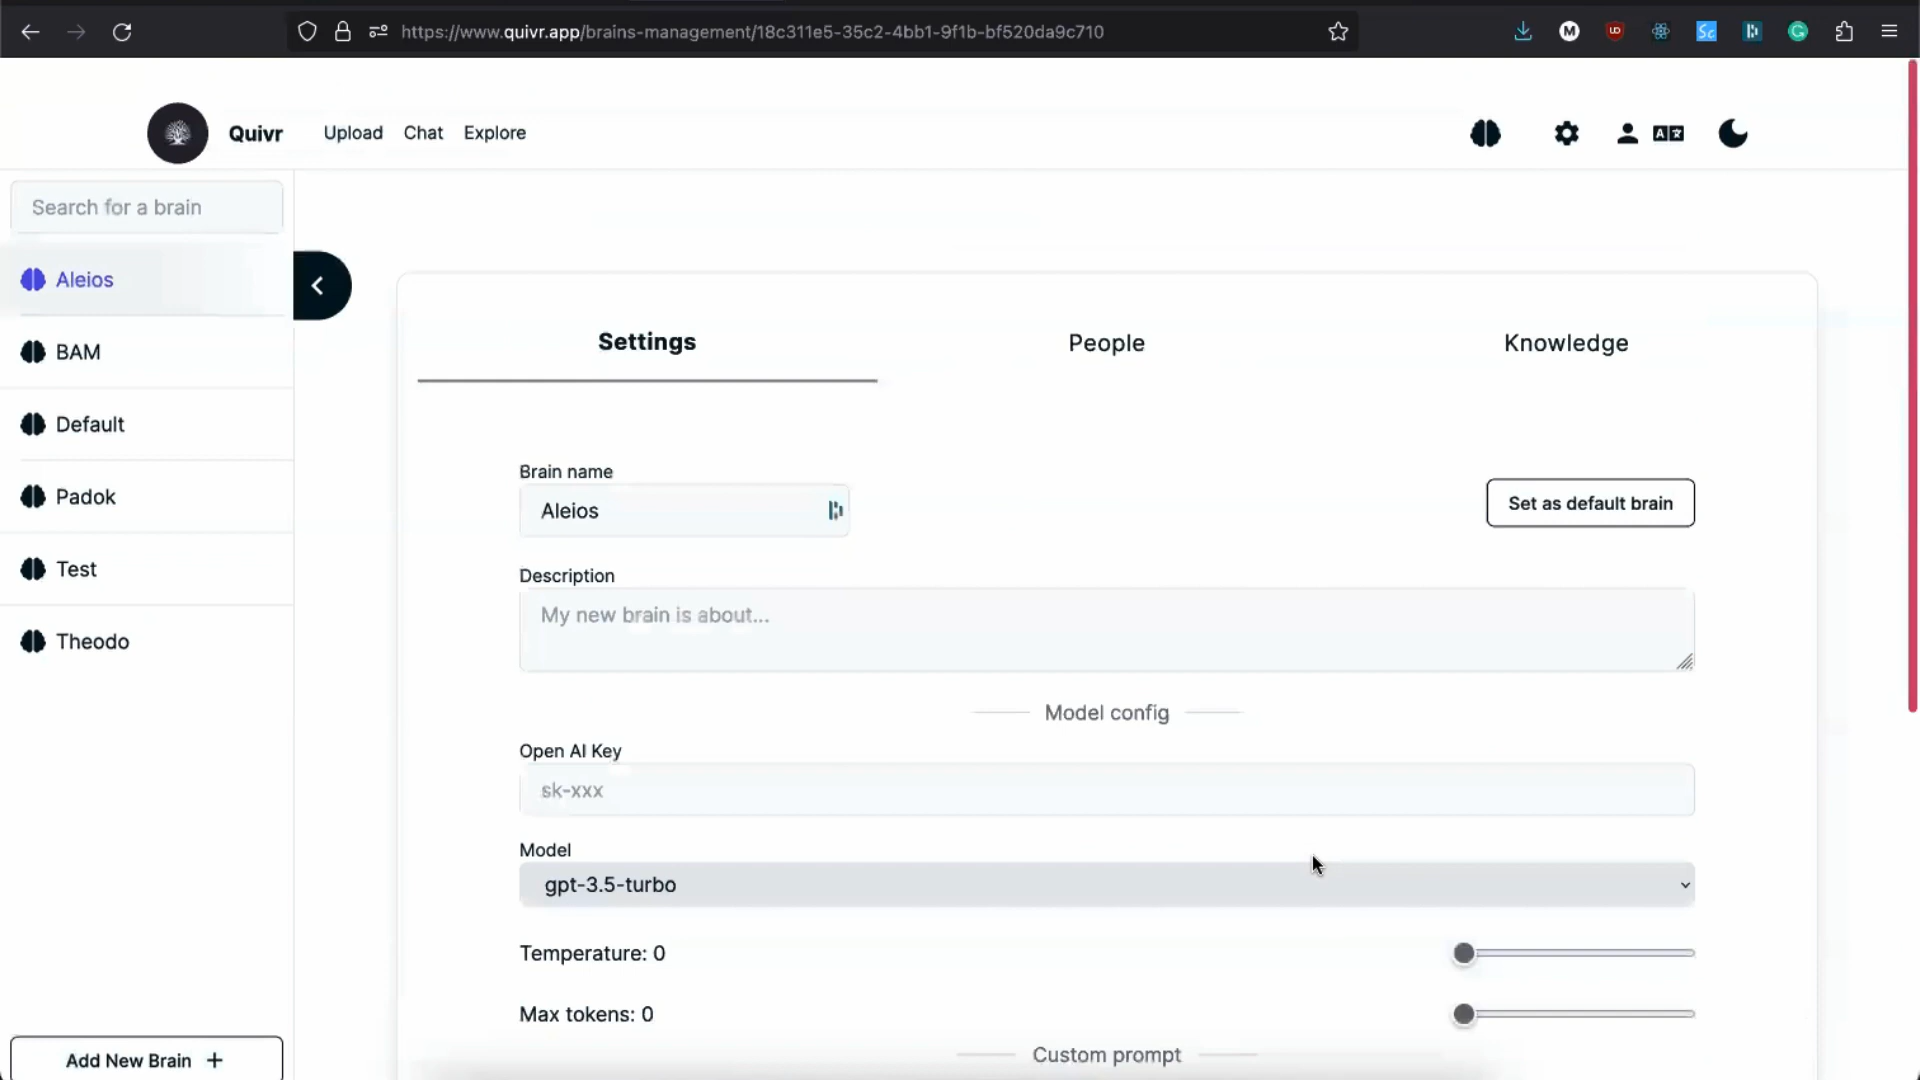 https://www.quivr.app/brains-management/18c311e5-35c2-4bb1-9f1b-bf520da9c710
Quivr
Upload
Chat
Explore
Search for a brain
Aleios
BAM
Default
Padok
Test
Theodo
Add New Brain +
Settings
People
Knowledge
Brain name
Aleios
Set as default brain
Description
My new brain is about...
Model config
Open AI Key
sk-xxx
Model
gpt-3.5-turbo
Temperature: 0
Max tokens: 0
Custom prompt